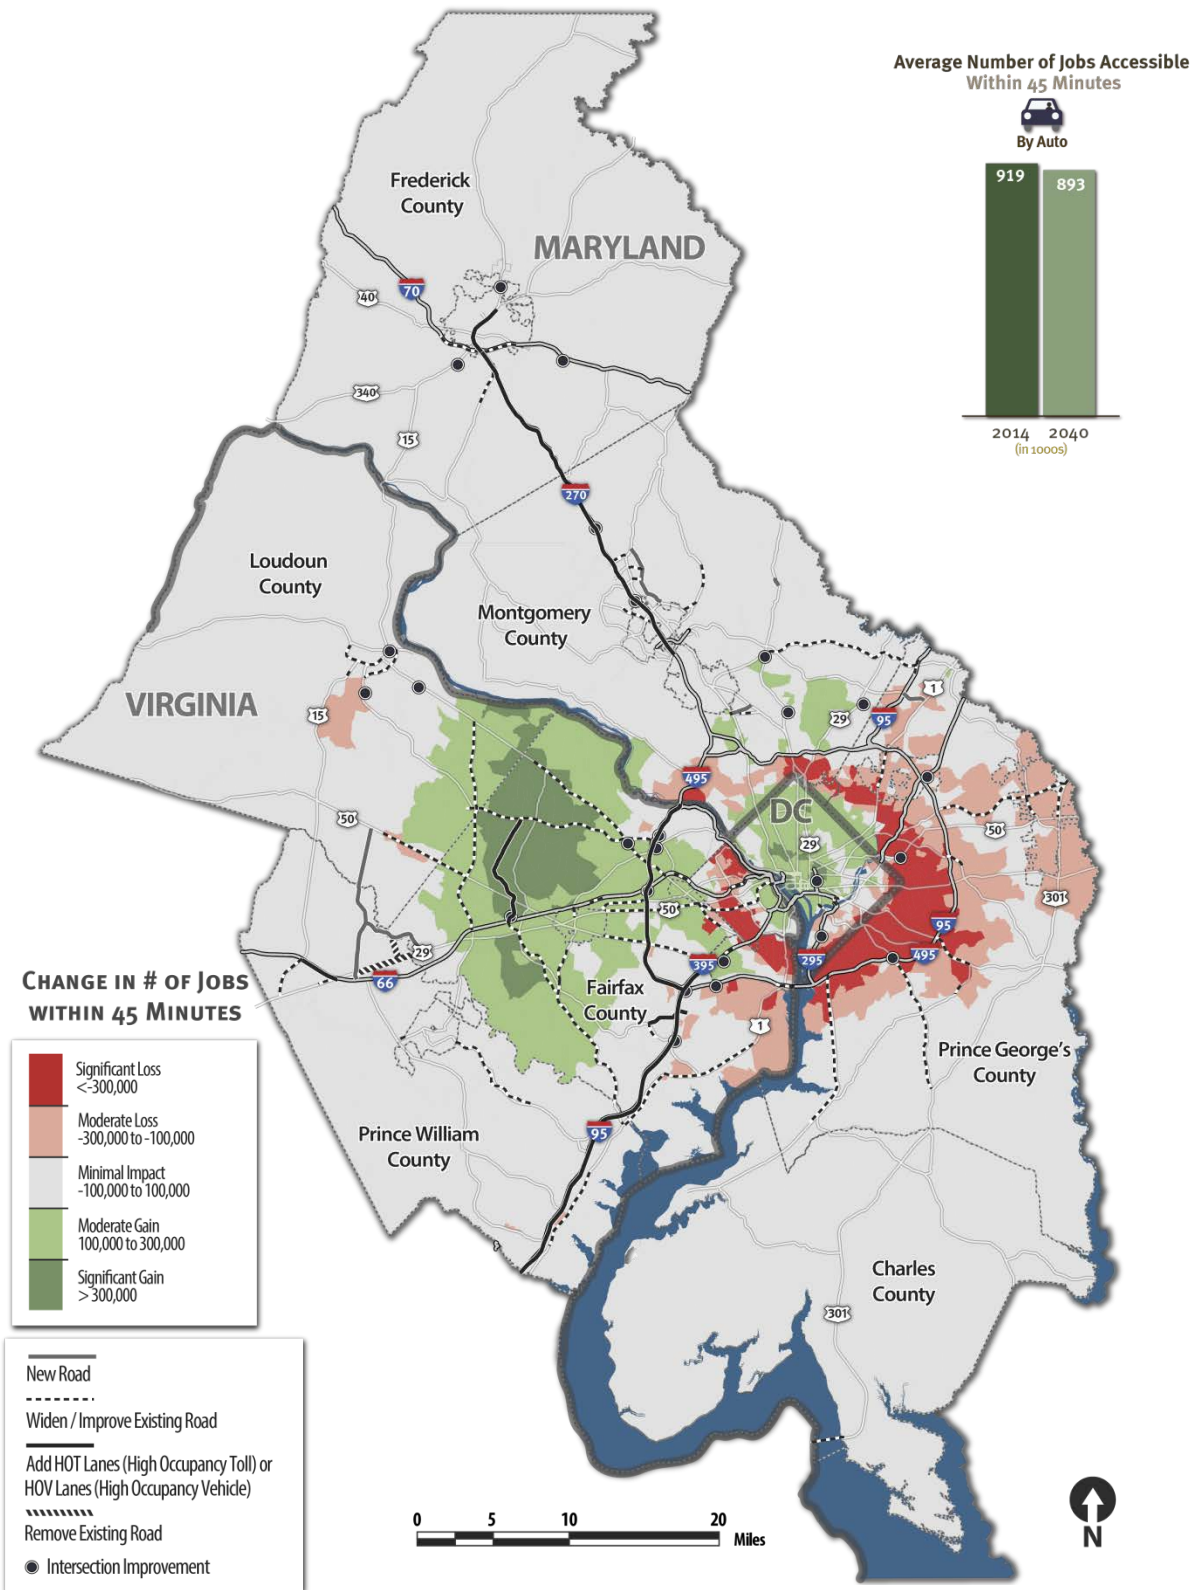 Average Number of Jobs Accessible
Within 45 Minutes
By Auto
919
893
2014
2040
(in 1000s)
Frederick
County
MARYLAND
70
40
340
15
270
Loudoun
County
Montgomery
County
VIRGINIA
15
29
95
1
495
50
DC
29
50
301
50
29
66
395
295
95
495
Fairfax
County
1
Prince George's
County
Prince William
County
95
Charles
County
301
CHANGE IN # OF JOBS
WITHIN 45 MINUTES
Significant Loss
<-300,000
Moderate Loss
-300,000 to -100,000
Minimal Impact
-100,000 to 100,000
Moderate Gain
100,000 to 300,000
Significant Gain
> 300,000
New Road
Widen / Improve Existing Road
Add HOT Lanes (High Occupancy Toll) or
HOV Lanes (High Occupancy Vehicle)
Remove Existing Road
Intersection Improvement
0 5 10 20
Miles
N